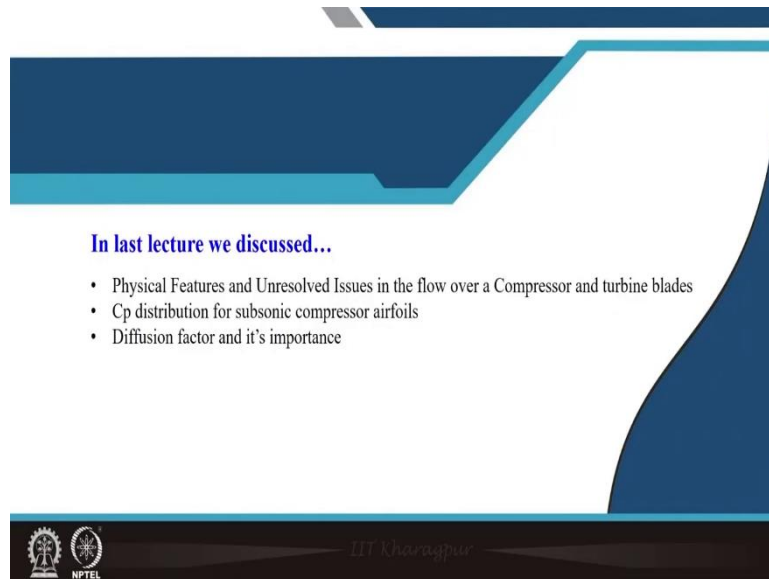 In last lecture we discussed...
• Physical Features and Unresolved Issues in the flow over a Compressor and turbine blades
• Cp distribution for subsonic compressor airfoils
• Diffusion factor and it's importance
IIT Kharagpur
NPTEL